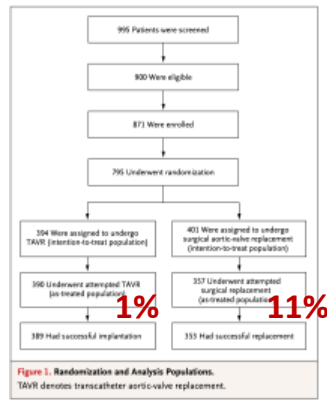 995 Patients were screened
900 Were eligible
871 Were enrolled
795 Underwent randomization
394 Were assigned to undergo
TAVR (intention-to-treat population)
401 Were assigned to undergo
surgical aortic-valve replacement
(intention-to-treat population)
390 Underwent attempted TAVR
(as-treated population)
1%
357 Underwent attempted
surgical replacement
(as-treated population)
11%
389 Had successful implantation
353 Had successful replacement
Figure 1. Randomization and Analysis Populations.
TAVR denotes transcatheter aortic-valve replacement.